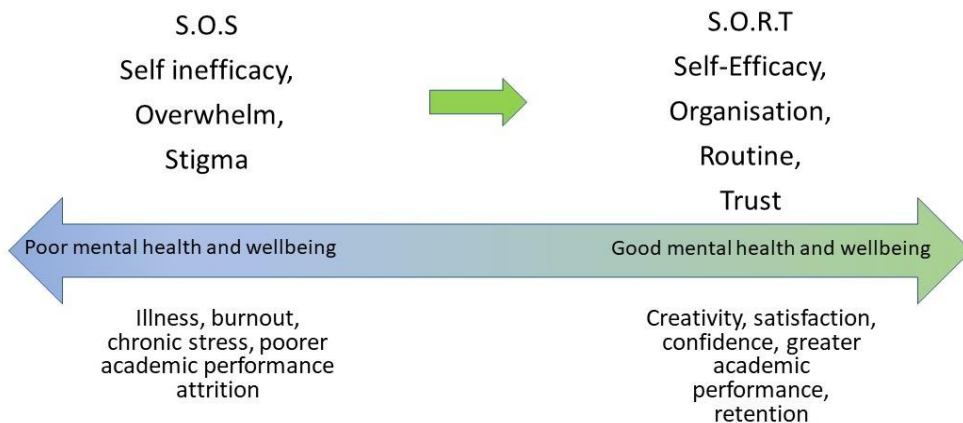 S.O.S
Self inefficacy,
Overwhelm,
Stigma
S.O.R.T
Self-Efficacy,
Organisation,
Routine,
Trust
Poor mental health and wellbeing
Good mental health and wellbeing
Illness, burnout,
chronic stress, poorer
academic performance
attrition
Creativity, satisfaction,
confidence, greater
academic
performance,
retention